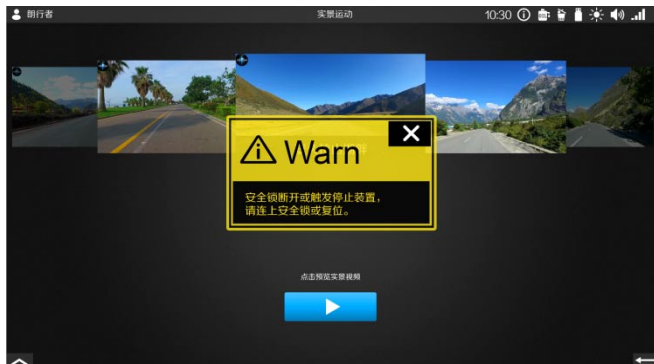 朗行者
实景运动
10:30
Warn
安全锁断开或触发停止装置，
请连上安全锁或复位。
点击预览实景视频